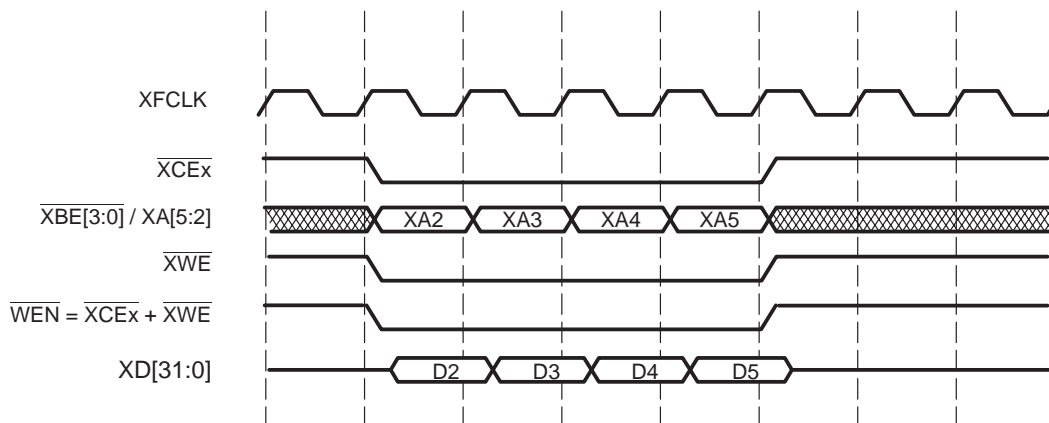 XFCLK
XCEx
XBE[3:0] / XA[5:2]
XA2 XA3 XA4 XA5
XWE
WEN = XCEx + XWE
XD[31:0]
D2 D3 D4 D5